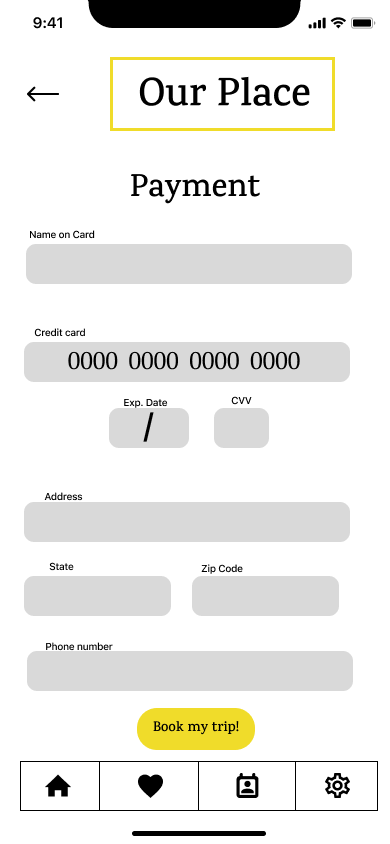 9:41
Our Place
Payment
Name on Card
Credit card
0000 0000 0000 0000
Exp. Date
CVV
/
Address
State
Zip Code
Phone number
Book my trip!